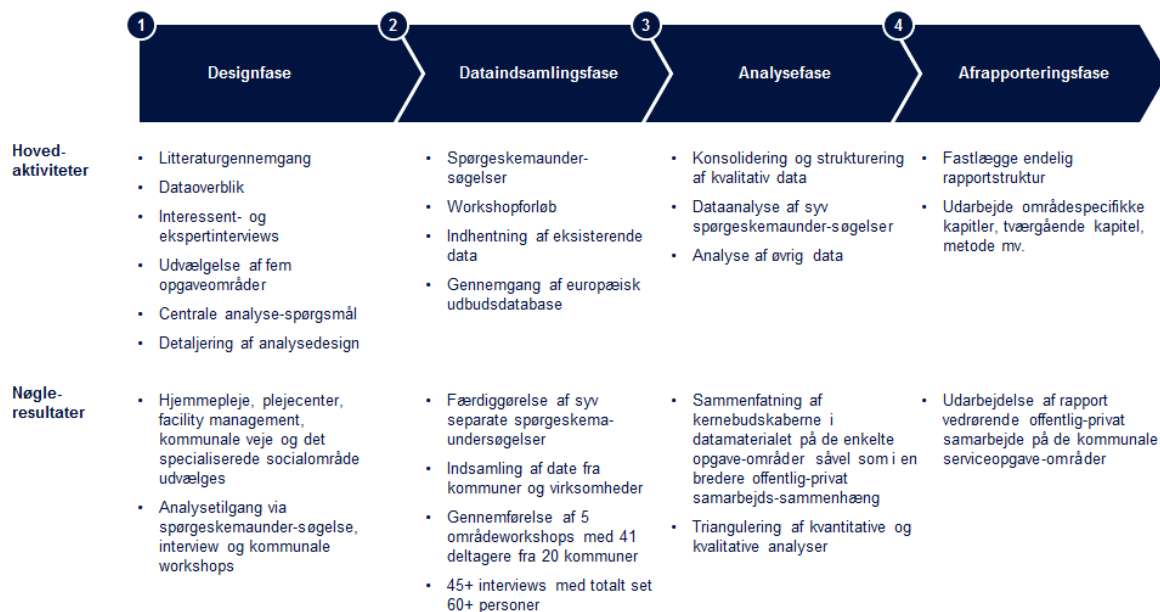 1
2
3
4
Designfase
Dataindsamlingsfase
Analysefase
Afrapporteringsfase
Hoved-
aktiviteter
• Litteraturgennemgang
• Dataoverblik
• Interessent- og
ekspertinterviews
• Udvælgelse af fem
opgaveområder
• Centrale analyse-spørgsmål
• Detaljering af analysedesign
• Spørgeskemaunder-
søgelser
• Workshopforløb
• Indhentning af eksisterende
data
• Gennemgang af europæisk
udbudsdatabase
• Konsolidering og strukturering
af kvalitativ data
• Dataanalyse af syv
spørgeskemaunder-søgelser
• Analyse af øvrig data
• Fastlægge endelig
rapportstruktur
• Udarbejde områdespecifikke
kapitler, tværgående kapitel,
metode mv.
Nøgle-
resultater
• Hjemmepleje, plejecenter,
facility management,
kommunale veje og det
specialiserede socialområde
udvælges
• Analysetilgang via
spørgeskemaunder-søgelse,
interview og kommunale
workshops
• Færdiggørelse af syv
separate spørgeskema-
undersøgelser
• Indsamling af date fra
kommuner og virksomheder
• Gennemførelse af 5
områdeworkshops med 41
deltagere fra 20 kommuner
• 45+ interviews med totalt set
60+ personer
• Sammenfatning af
kernebudskaberne i
datamaterialet på de enkelte
opgave-områder såvel som i en
bredere offentlig-privat
samarbejds-sammenhæng
• Triangulering af kvantitative og
kvalitative analyser
• Udarbejdelse af rapport
vedrørende offentlig-privat
samarbejde på de kommunale
serviceopgave-områder